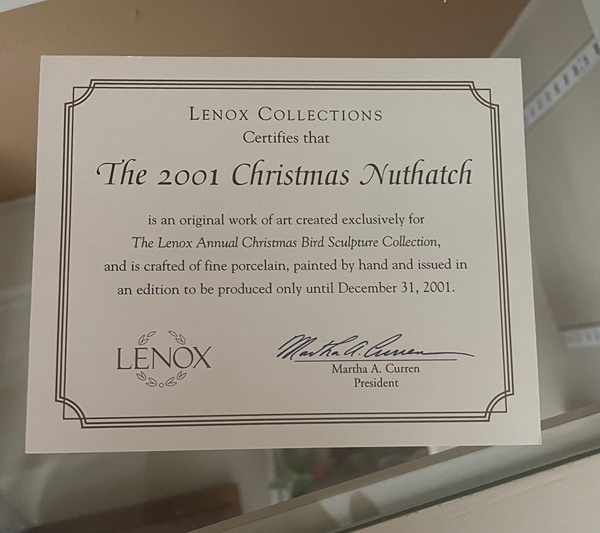 LENOX COLLECTIONS
Certifies that
The 2001 Christmas Nuthatch
is an original work of art created exclusively for
The Lenox Annual Christmas Bird Sculpture Collection,
and is crafted of fine porcelain, painted by hand and issued in
an edition to be produced only until December 31, 2001.
LENOX
Martha A. Curren
Martha A. Curren
President